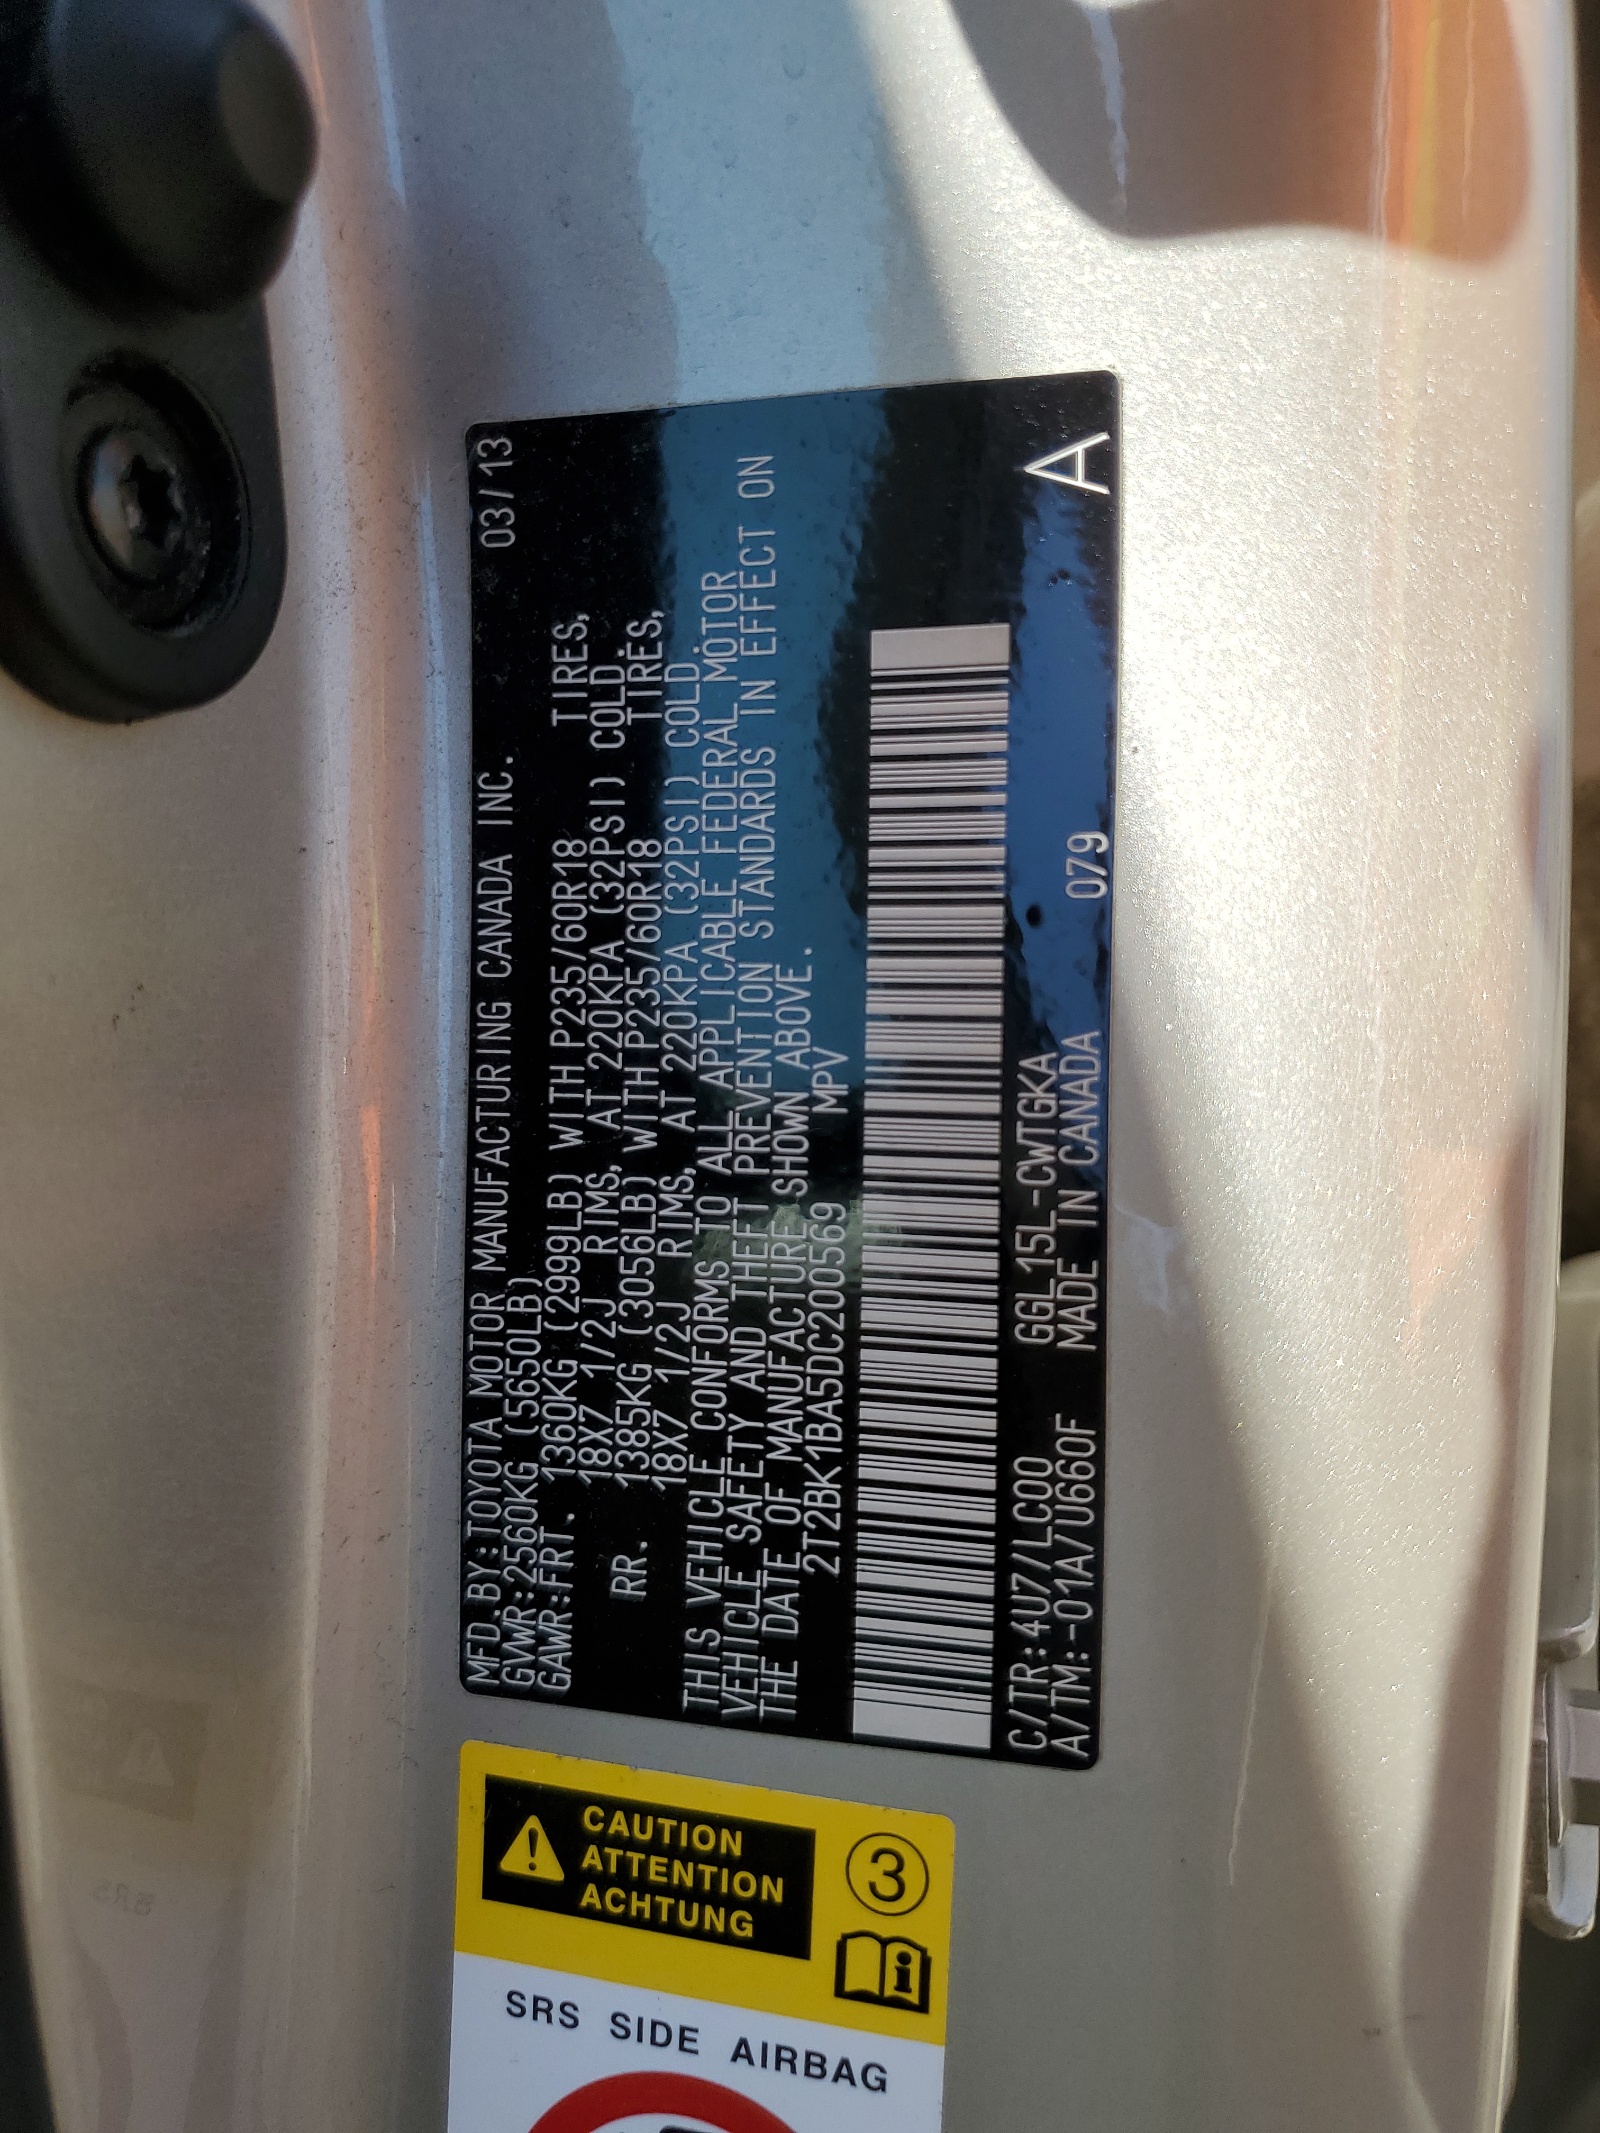 MFD.BY:TOYOTA MOTOR MANUFACTURING CANADA INC. 03/13
GVWR:2560KG (5650LB)
GAWR:FRT. 1360KG (2999LB) WITH P235/60R18 TIRES,
18X7 1/2J RIMS, AT 220KPA (32PSI) COLD.
RR. 1385KG (3056LB) WITH P235/60R18 TIRES,
18X7 1/2J RIMS, AT 220KPA (32PSI) COLD.
THIS VEHICLE CONFORMS TO ALL APPLICABLE FEDERAL MOTOR
VEHICLE SAFETY AND THEFT PREVENTION STANDARDS IN EFFECT ON
THE DATE OF MANUFACTURE SHOWN ABOVE.
2T2BK1BA5DC200569 MPV
C/TR:4U7/LC00 GGL15L-CWTGKA
A/TM:-01A/U660F MADE IN CANADA 079 A
CAUTION
ATTENTION
ACHTUNG
3
i
SRS SIDE AIRBAG